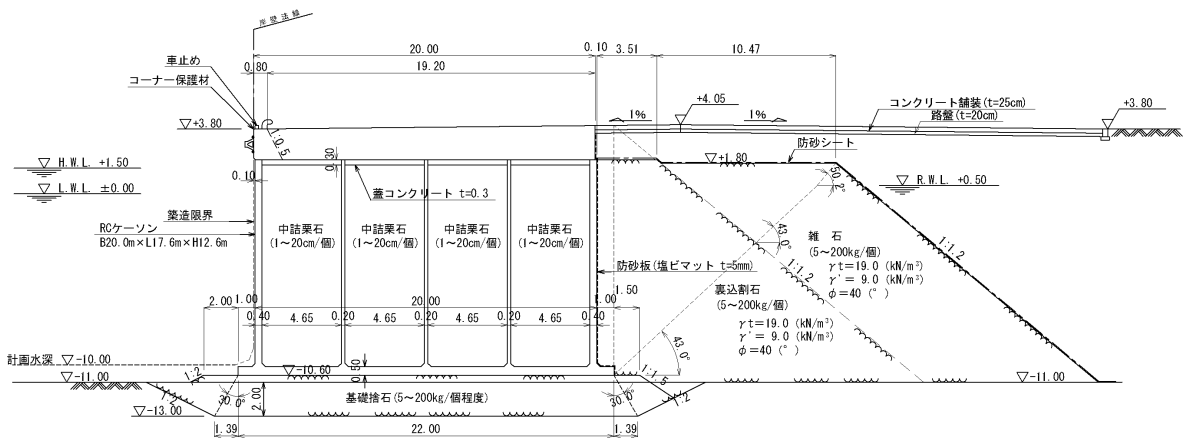 岸壁法線
20.00
0.10
3.51
10.47
0.80
19.20
車止め
コーナー保護材
+4.05
コンクリート舗装(t=25cm)
路盤(t=20cm)
+3.80
1%
1%
▽+3.80
1:0.5
防砂シート
▽ H.W.L. +1.50
0.30
▽+1.80
▽ L.W.L. ±0.00
0.10
蓋コンクリート t=0.3
50.2°
▽ R.W.L. +0.50
築造限界
RCケーソン
B20.0m×L17.6m×H12.6m
中詰栗石
(1~20cm/個)
中詰栗石
(1~20cm/個)
中詰栗石
(1~20cm/個)
中詰栗石
(1~20cm/個)
43.0°
雑 石
(5~200kg/個)
γt=19.0 (kN/m³)
γ'= 9.0 (kN/m³)
φ=40 (°)
1:1.2
1:1.2
防砂板(塩ビマット t=5mm)
裏込割石
(5~200kg/個)
γt=19.0 (kN/m³)
γ'= 9.0 (kN/m³)
φ=40 (°)
2.00
1.00
20.00
1.00
1.50
0.40
4.65
0.20
4.65
0.20
4.65
0.20
4.65
0.40
43.0°
計画水深 ▽-10.00
▽-11.00
▽-10.60
0.50
1:2
1:1.5
▽-11.00
1:2
30.0°
2.00
基礎捨石(5~200kg/個程度)
30.0°
1:2
▽-13.00
1.39
22.00
1.39